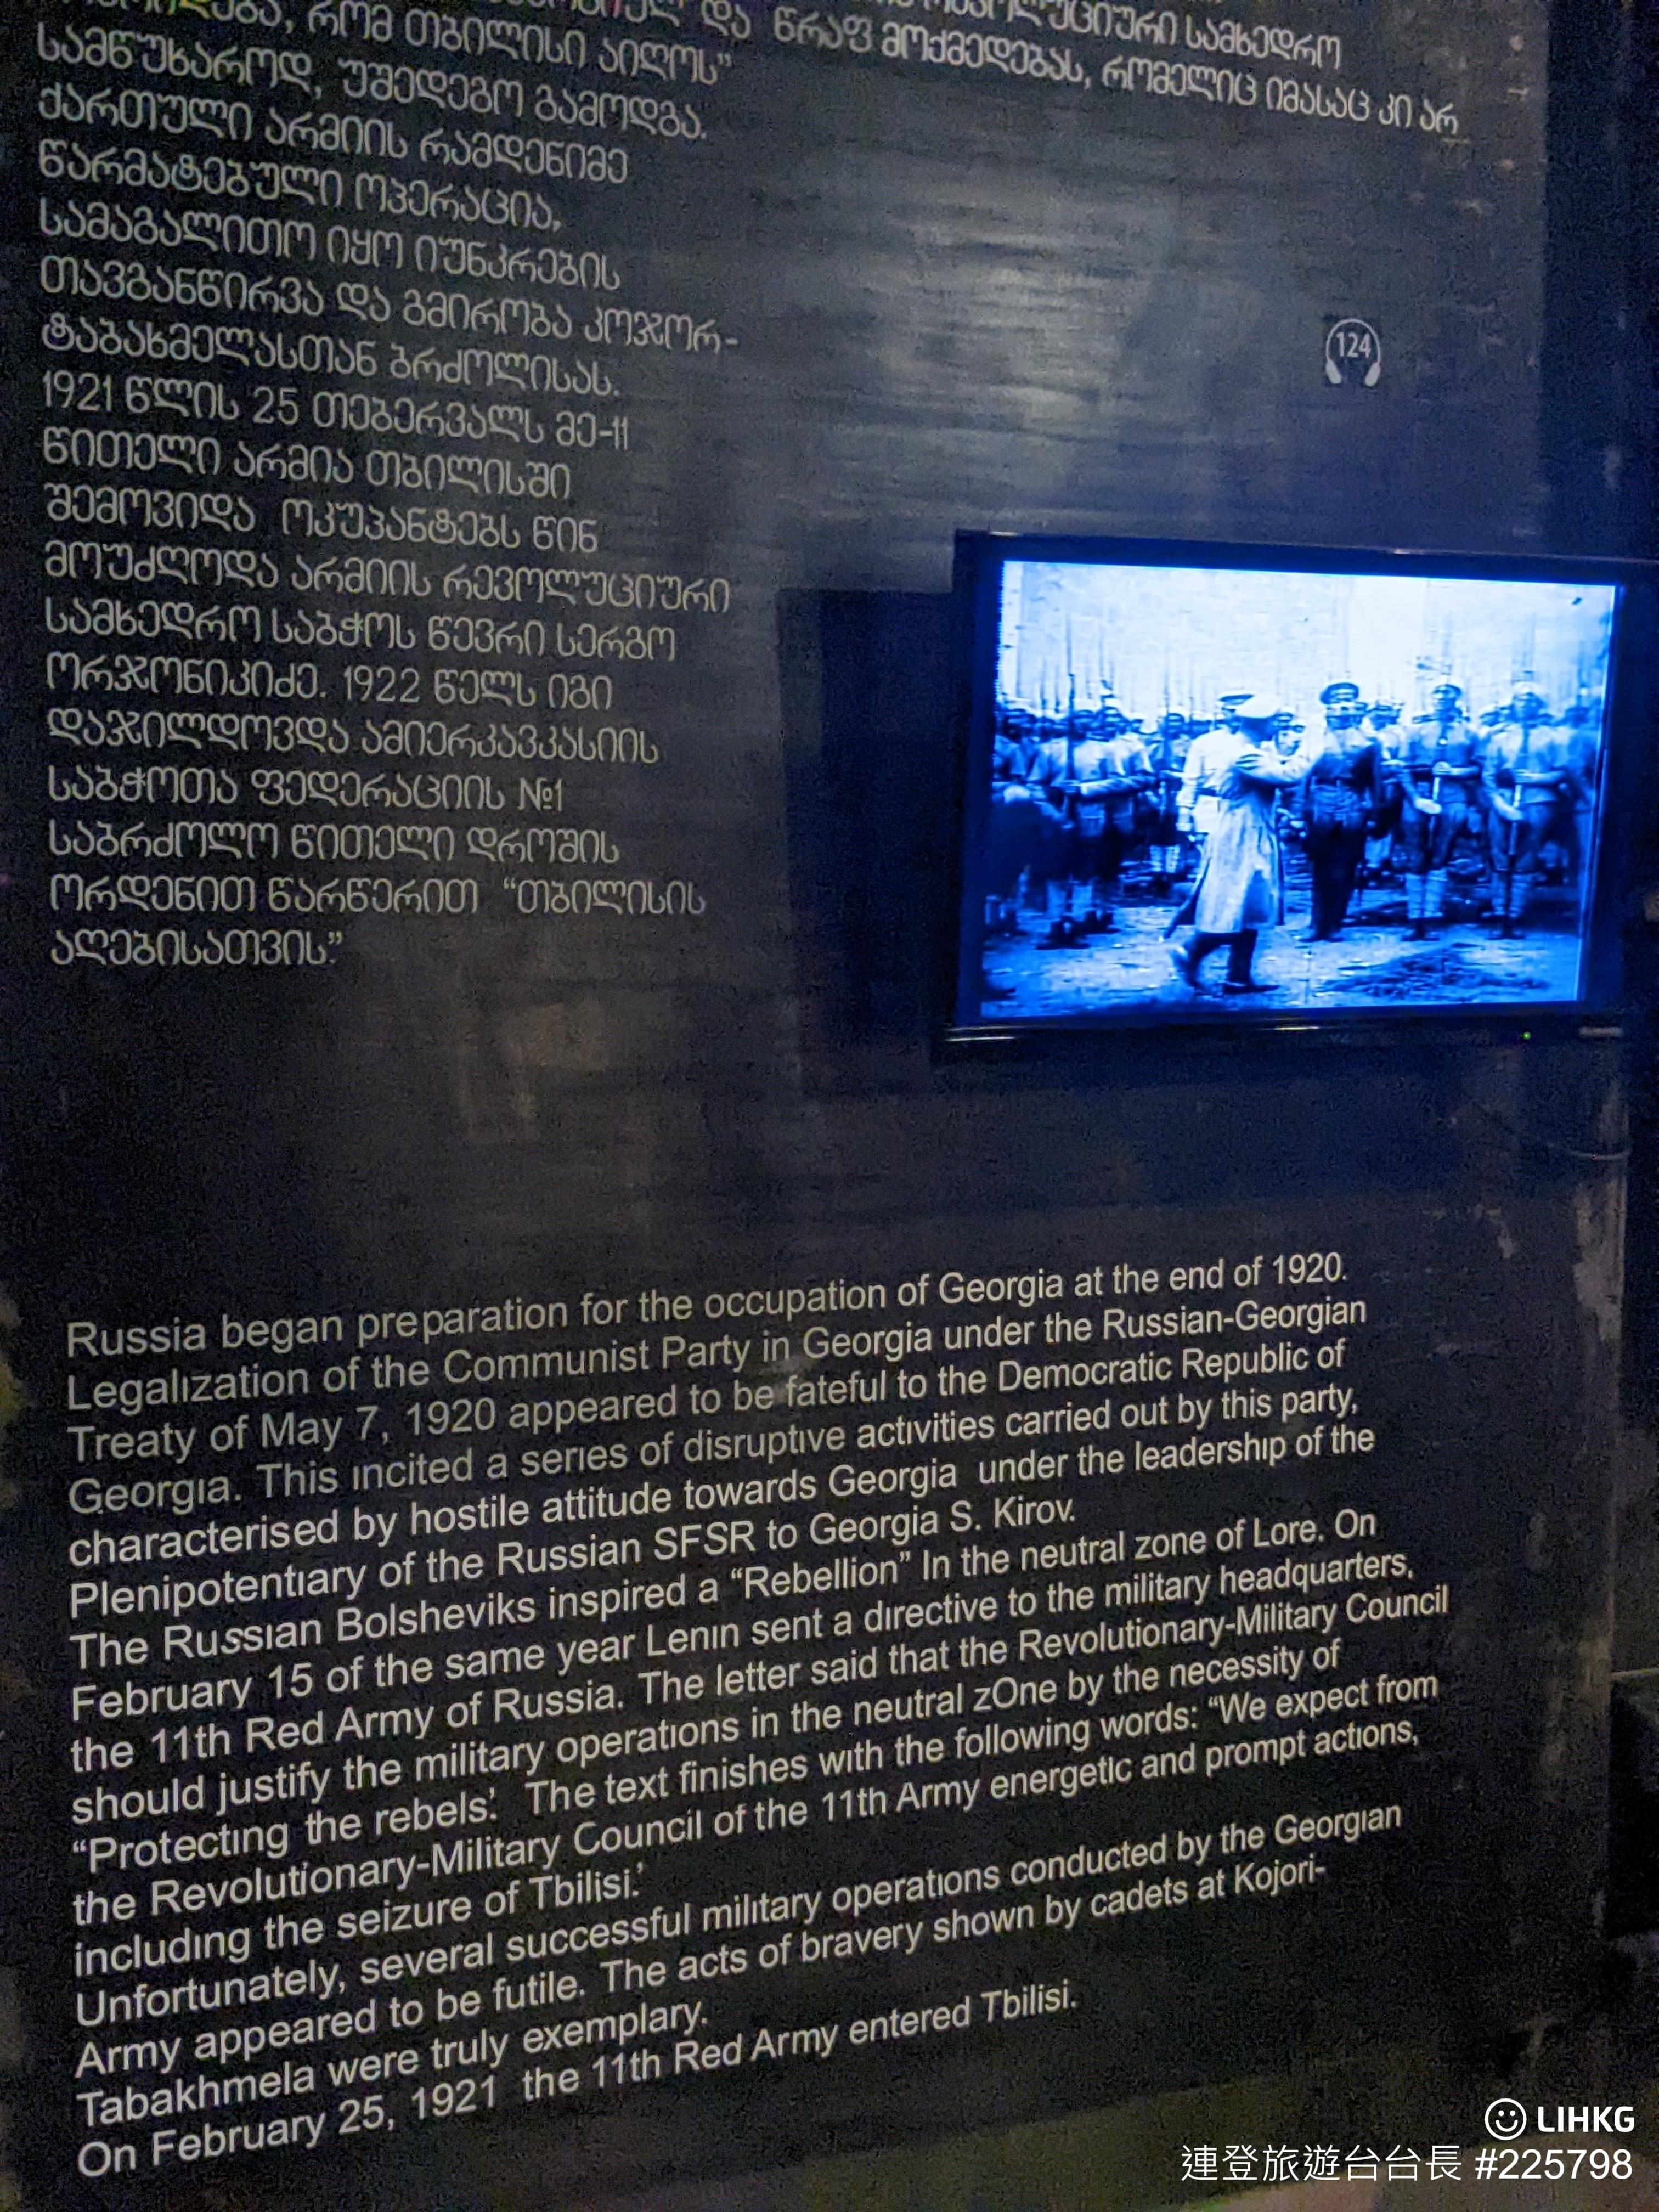 რომ თბილისი აიღოს”
და სწრაფ მოქმედებას, რომელიც იმასაც კი არ
სამხედრო
სამწუხაროდ, უშედეგო გამოდგა.
ქართული არმიის რამდენიმე
წარმატებული ოპერაცია,
სამაგალითო იყო იუნკრების
თავგანწირვა და გმირობა კოჯორ-
ტაბახმელასთან ბრძოლისას.
1921 წლის 25 თებერვალს მე-11
წითელი არმია თბილისში
შემოვიდა ოკუპანტებს წინ
მოუძღოდა არმიის რევოლუციური
სამხედრო საბჭოს წევრი სერგო
ორჯონიკიძე. 1922 წელს იგი
დაჯილდოვდა ამიერკავკასიის
საბჭოთა ფედერაციის №1
საბრძოლო წითელი დროშის
ორდენით წარწერით “თბილისის
აღებისათვის.”
124
Russia began preparation for the occupation of Georgia at the end of 1920.
Legalization of the Communist Party in Georgia under the Russian-Georgian
Treaty of May 7, 1920 appeared to be fateful to the Democratic Republic of
Georgia. This incited a series of disruptive activities carried out by this party,
characterised by hostile attitude towards Georgia under the leadership of the
Plenipotentiary of the Russian SFSR to Georgia S. Kirov.
The Russian Bolsheviks inspired a “Rebellion” In the neutral zone of Lore. On
February 15 of the same year Lenin sent a directive to the military headquarters,
the 11th Red Army of Russia. The letter said that the Revolutionary-Military Council
should justify the military operations in the neutral zOne by the necessity of
“Protecting the rebels.’ The text finishes with the following words: “We expect from
the Revolutionary-Military Council of the 11th Army energetic and prompt actions,
including the seizure of Tbilisi.’
Unfortunately, several successful military operations conducted by the Georgian
Army appeared to be futile. The acts of bravery shown by cadets at Kojori-
Tabakhmela were truly exemplary.
On February 25, 1921 the 11th Red Army entered Tbilisi.
LIHKG
連登旅遊台台長 #225798